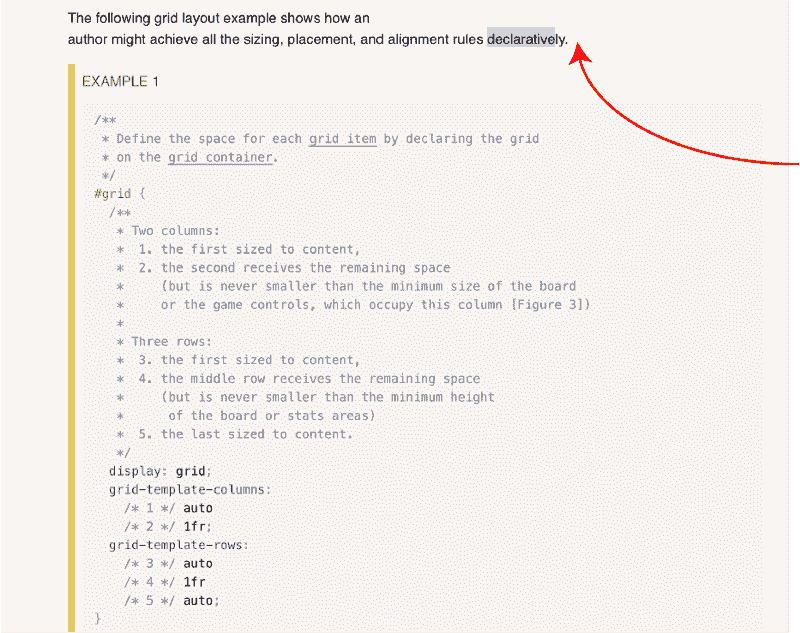 The following grid layout example shows how an
author might achieve all the sizing, placement, and alignment rules declaratively.
EXAMPLE 1
/**
 * Define the space for each grid item by declaring the grid
 * on the grid container.
 */
#grid {
  /**
   * Two columns:
   *  1. the first sized to content,
   *  2. the second receives the remaining space
   *     (but is never smaller than the minimum size of the board
   *     or the game controls, which occupy this column [Figure 3])
   *
   * Three rows:
   *  3. the first sized to content,
   *  4. the middle row receives the remaining space
   *     (but is never smaller than the minimum height
   *      of the board or stats areas)
   *  5. the last sized to content.
   */
  display: grid;
  grid-template-columns:
    /* 1 */ auto
    /* 2 */ 1fr;
  grid-template-rows:
    /* 3 */ auto
    /* 4 */ 1fr
    /* 5 */ auto;
}